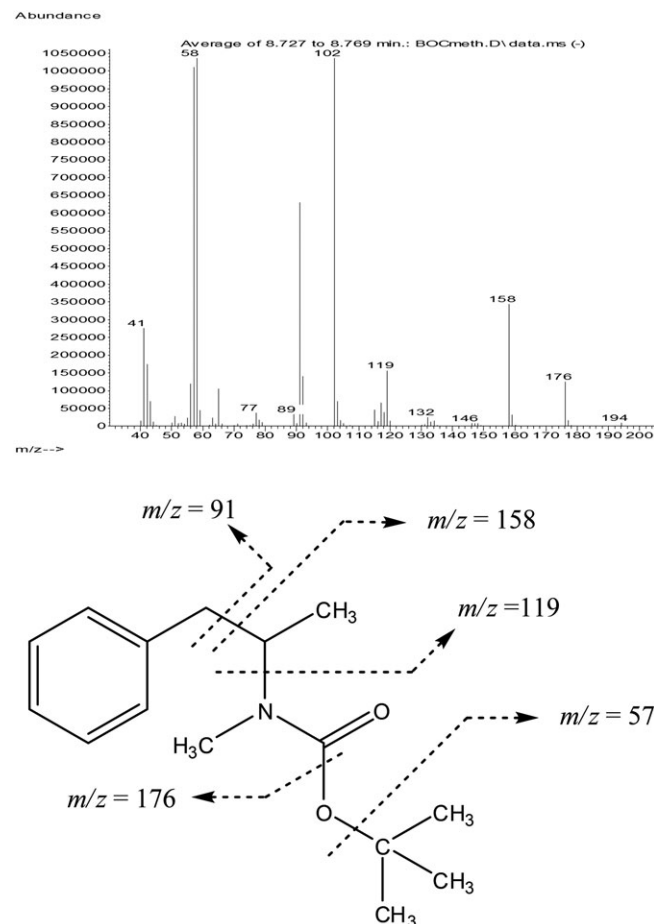 Abundance
Average of 8.727 to 8.769 min.: BOCmeth.D\data.ms (-)
1050000
1000000
950000
900000
850000
800000
750000
700000
650000
600000
550000
500000
450000
400000
350000
300000
250000
200000
150000
100000
50000
0
58
102
41
77
89
119
132
146
158
176
194
40 50 60 70 80 90 100 110 120 130 140 150 160 170 180 190 200
m/z-->
m/z = 91
m/z = 158
CH₃
m/z =119
N
O
H₃C
m/z = 57
m/z = 176
O
CH₃
C
CH₃
CH₃